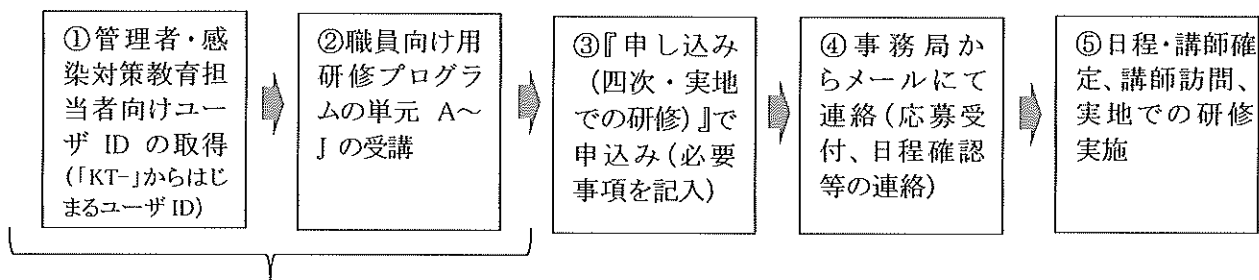 ①管理者・感
染対策教育担
当者向けユー
ザ ID の取得
(「KT-」からはじ
まるユーザ ID)
②職員向け用
研修プログラ
ムの単元 A～
J の受講
③『申し込み
(四次・実地
での研修)』で
申込み(必要
事項を記入)
④事務局か
らメールにて
連絡(応募受
付、日程確認
等の連絡)
⑤日程・講師確
定、講師訪問、
実地での研修
実施